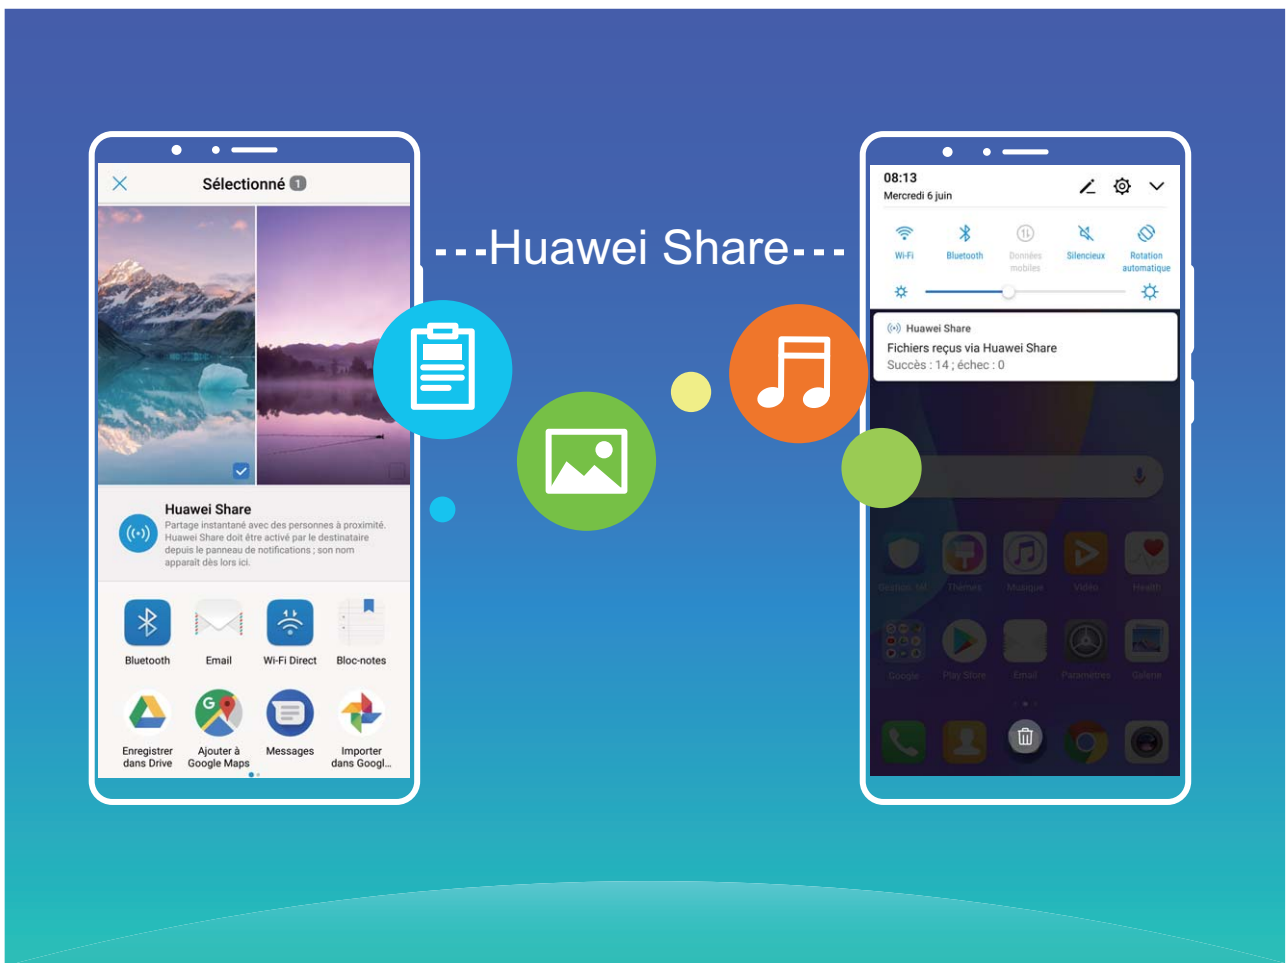 Sélectionné 1
Huawei Share
Partage instantané avec des personnes à proximité.
Huawei Share doit être activé par le destinataire
depuis le panneau de notifications ; son nom
apparaît dès lors ici.
Bluetooth
Email
Wi-Fi Direct
Bloc-notes
Enregistrer
dans Drive
Ajouter à
Google Maps
Messages
Importer
dans Googl...
---Huawei Share---
08:13
Mercredi 6 juin
Wi-Fi
Bluetooth
Données
mobiles
Silencieux
Rotation
automatique
Huawei Share
Fichiers reçus via Huawei Share
Succès : 14 ; échec : 0
Thèmes
Musique
Vidéo
Health
Google
Play Store
Email
Paramètres
Galerie